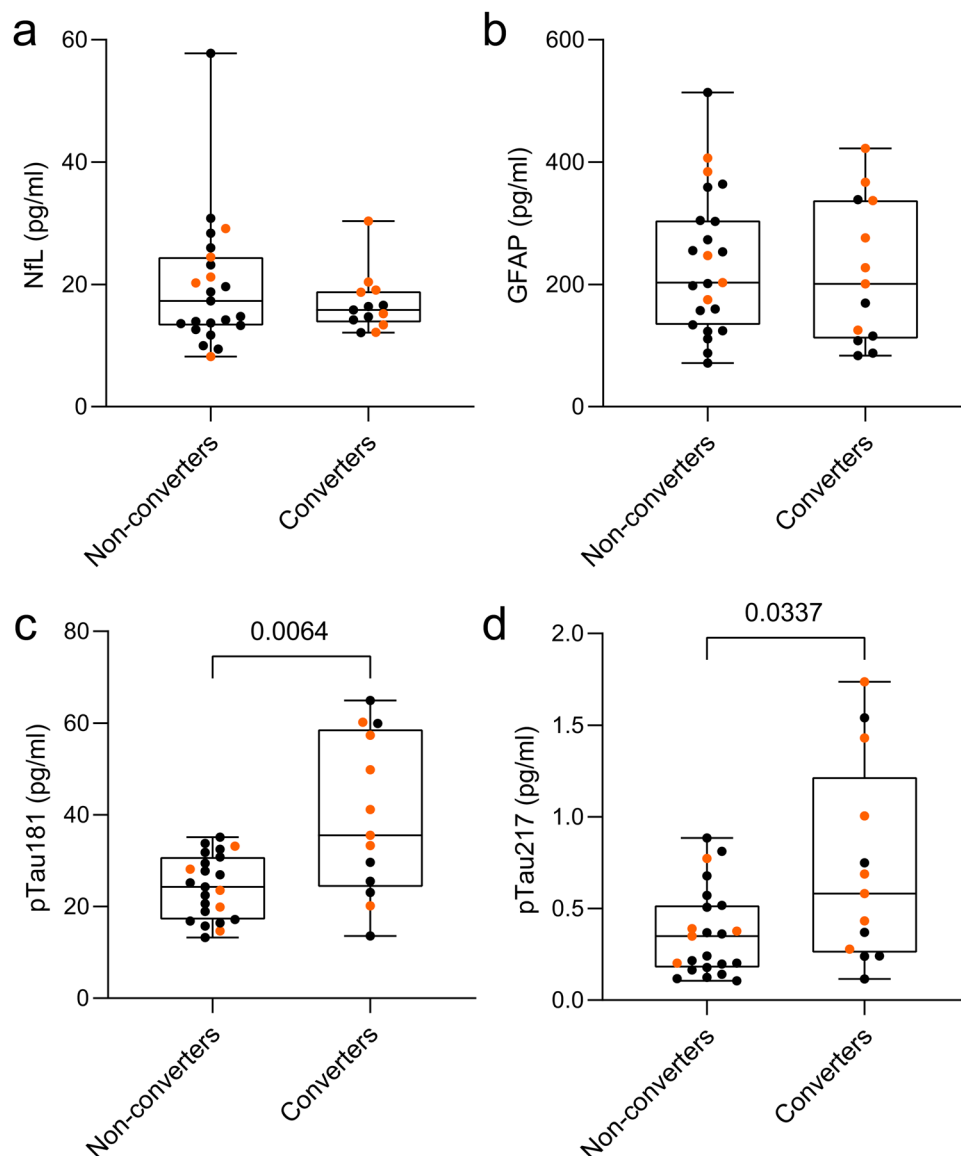 a
60
40
20
0
NfL (pg/ml)
Non-converters
Converters
b
600
400
200
0
GFAP (pg/ml)
Non-converters
Converters
c
80
60
40
20
0
pTau181 (pg/ml)
0.0064
Non-converters
Converters
d
2.0
1.5
1.0
0.5
0.0
pTau217 (pg/ml)
0.0337
Non-converters
Converters